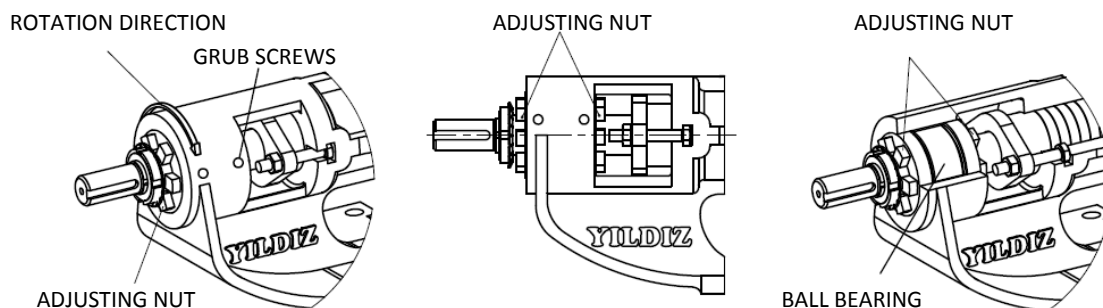 ROTATION DIRECTION
GRUB SCREWS
YILDIZ
ADJUSTING NUT
ADJUSTING NUT
YILDIZ
ADJUSTING NUT
YILDIZ
BALL BEARING